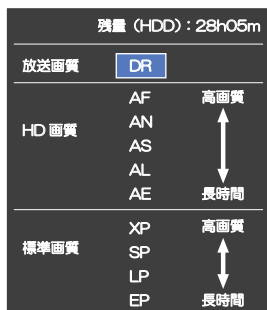 残量（HDD）：28h05m
放送画質 DR
AF 高画質
HD 画質 AN
AS
AL
AE 長時間
XP 高画質
標準画質 SP
LP
EP 長時間